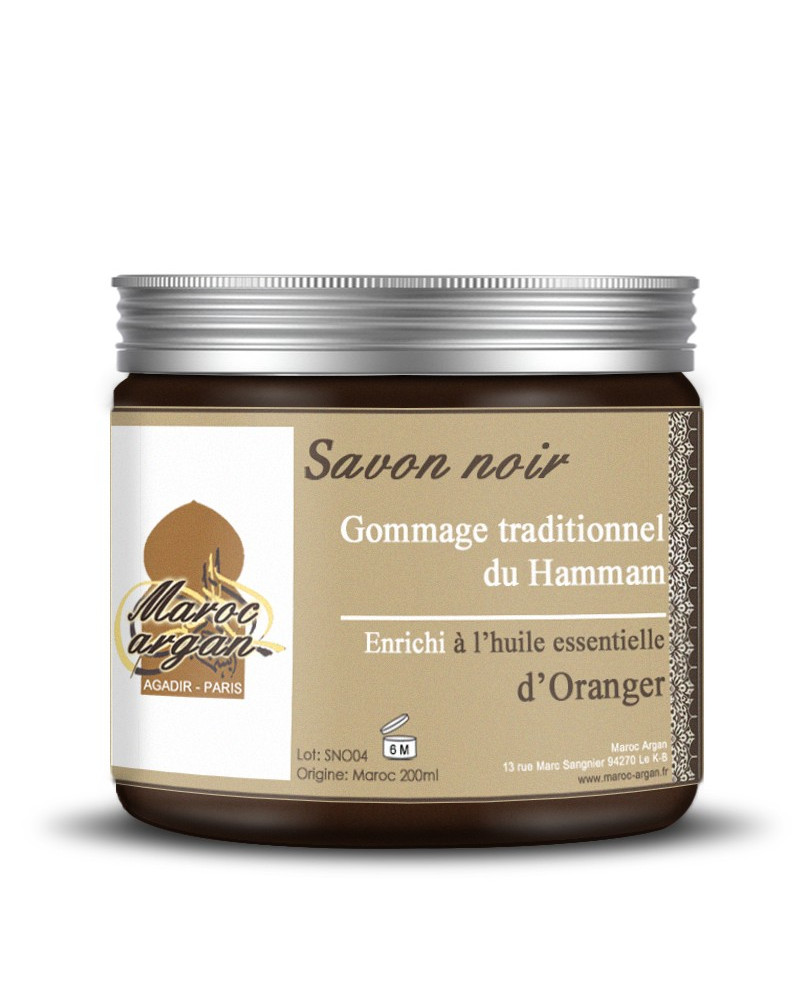 Savon noir
Gommage traditionnel
du Hammam
Enrichi à l'huile essentielle
d'Oranger
Maroc
argan
AGADIR - PARIS
6 M
Lot: SNO04
Origine: Maroc 200ml
Maroc Argan
13 rue Marc Sangnier 94270 Le K-B
www.maroc-argan.fr